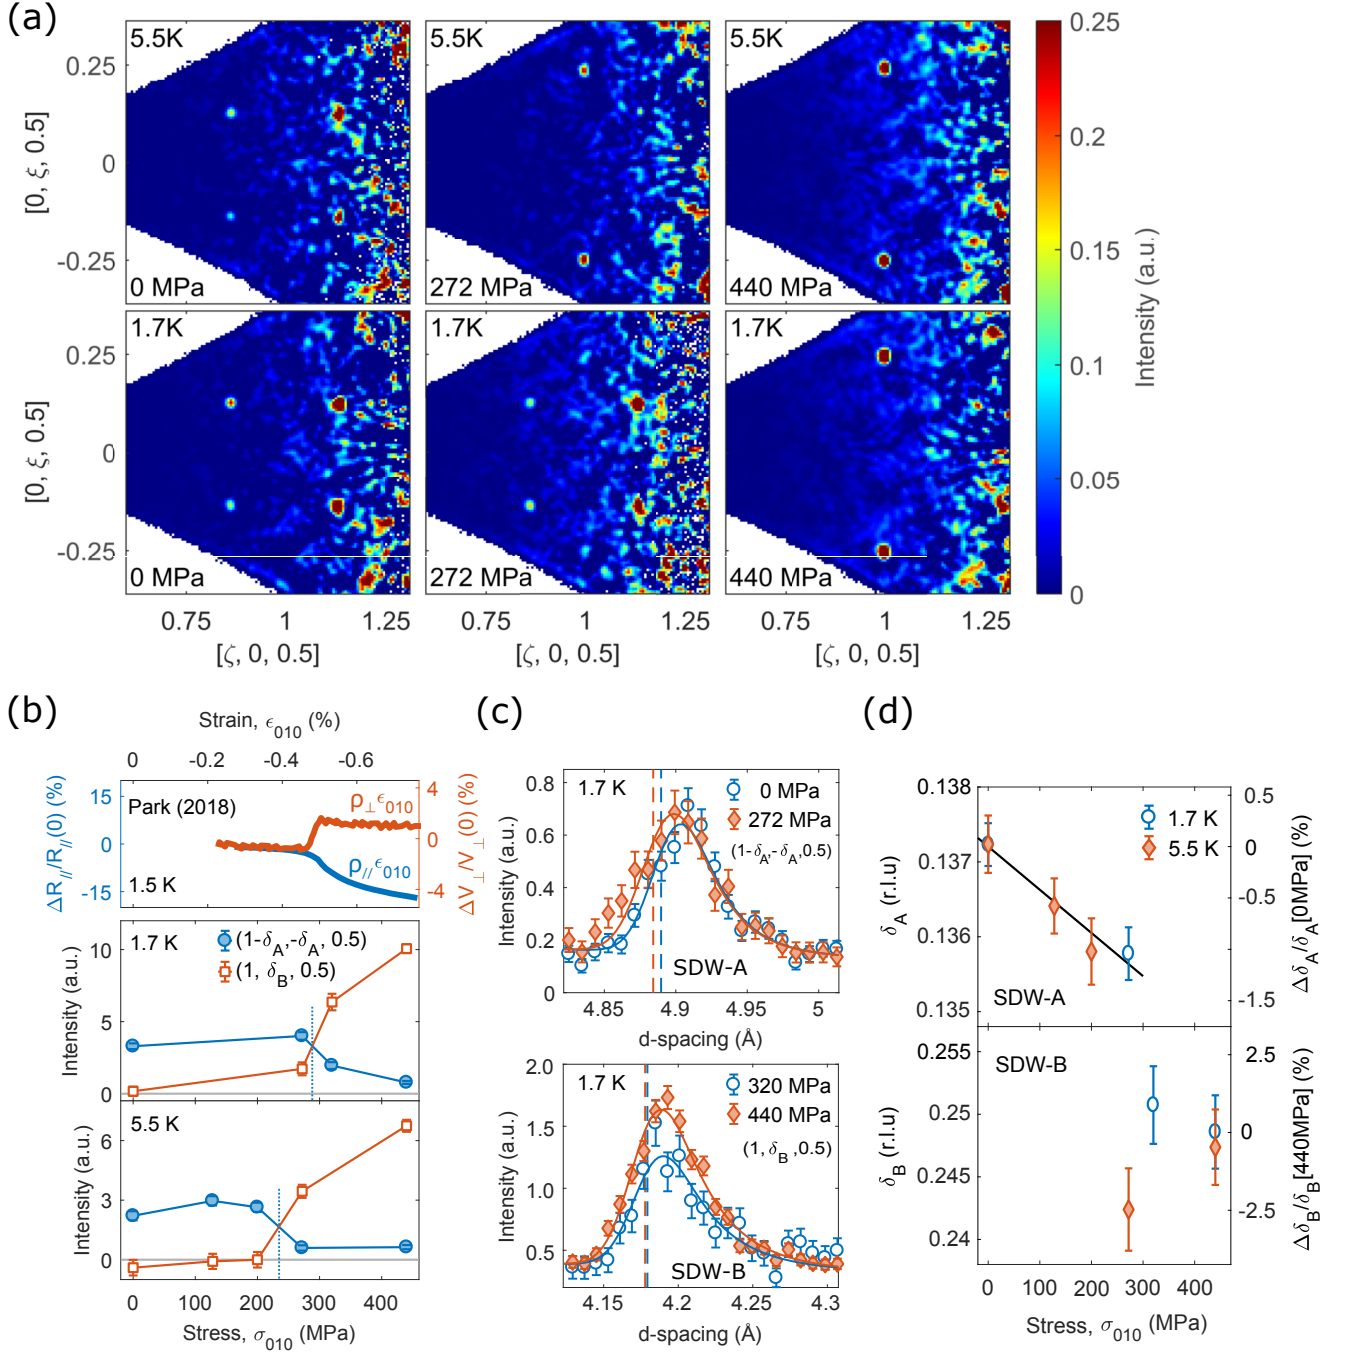 (a)
5.5K
5.5K
5.5K
0.25
0
-0.25
[0, ξ, 0.5]
0 MPa
272 MPa
440 MPa
1.7K
1.7K
1.7K
0.25
0
-0.25
[0, ξ, 0.5]
0 MPa
272 MPa
440 MPa
0.75 1 1.25
0.75 1 1.25
0.75 1 1.25
[ζ, 0, 0.5]
[ζ, 0, 0.5]
[ζ, 0, 0.5]
0.25
0.2
0.15
0.1
0.05
0
Intensity (a.u.)
(b)
Strain, ϵ010 (%)
0 -0.2 -0.4 -0.6
ΔR///R//(0) (%)
15
0
-15
Park (2018)
1.5 K
ρ⊥ϵ010
ρ//ϵ010
4
0
-4
ΔV⊥/V⊥(0) (%)
1.7 K
(1-δA,-δA, 0.5)
(1, δB, 0.5)
10
5
0
Intensity (a.u.)
5.5 K
6
3
0
Intensity (a.u.)
0 100 200 300 400
Stress, σ010 (MPa)
(c)
1.7 K
0 MPa
272 MPa
(1-δA,-δA,0.5)
SDW-A
0.8
0.6
0.4
0.2
0
Intensity (a.u.)
4.85 4.9 4.95 5
d-spacing (Å)
1.7 K
320 MPa
440 MPa
(1, δB ,0.5)
SDW-B
2.0
1.5
1.0
0.5
Intensity (a.u.)
4.15 4.2 4.25 4.3
d-spacing (Å)
(d)
0.138
0.137
0.136
0.135
δA (r.l.u)
1.7 K
5.5 K
SDW-A
0.5
0
-0.5
-1
-1.5
ΔδA/δA[0MPa] (%)
SDW-B
0.255
0.25
0.245
0.24
δB (r.l.u)
2.5
0
-2.5
ΔδB/δB[440MPa] (%)
0 100 200 300 400
Stress, σ010 (MPa)